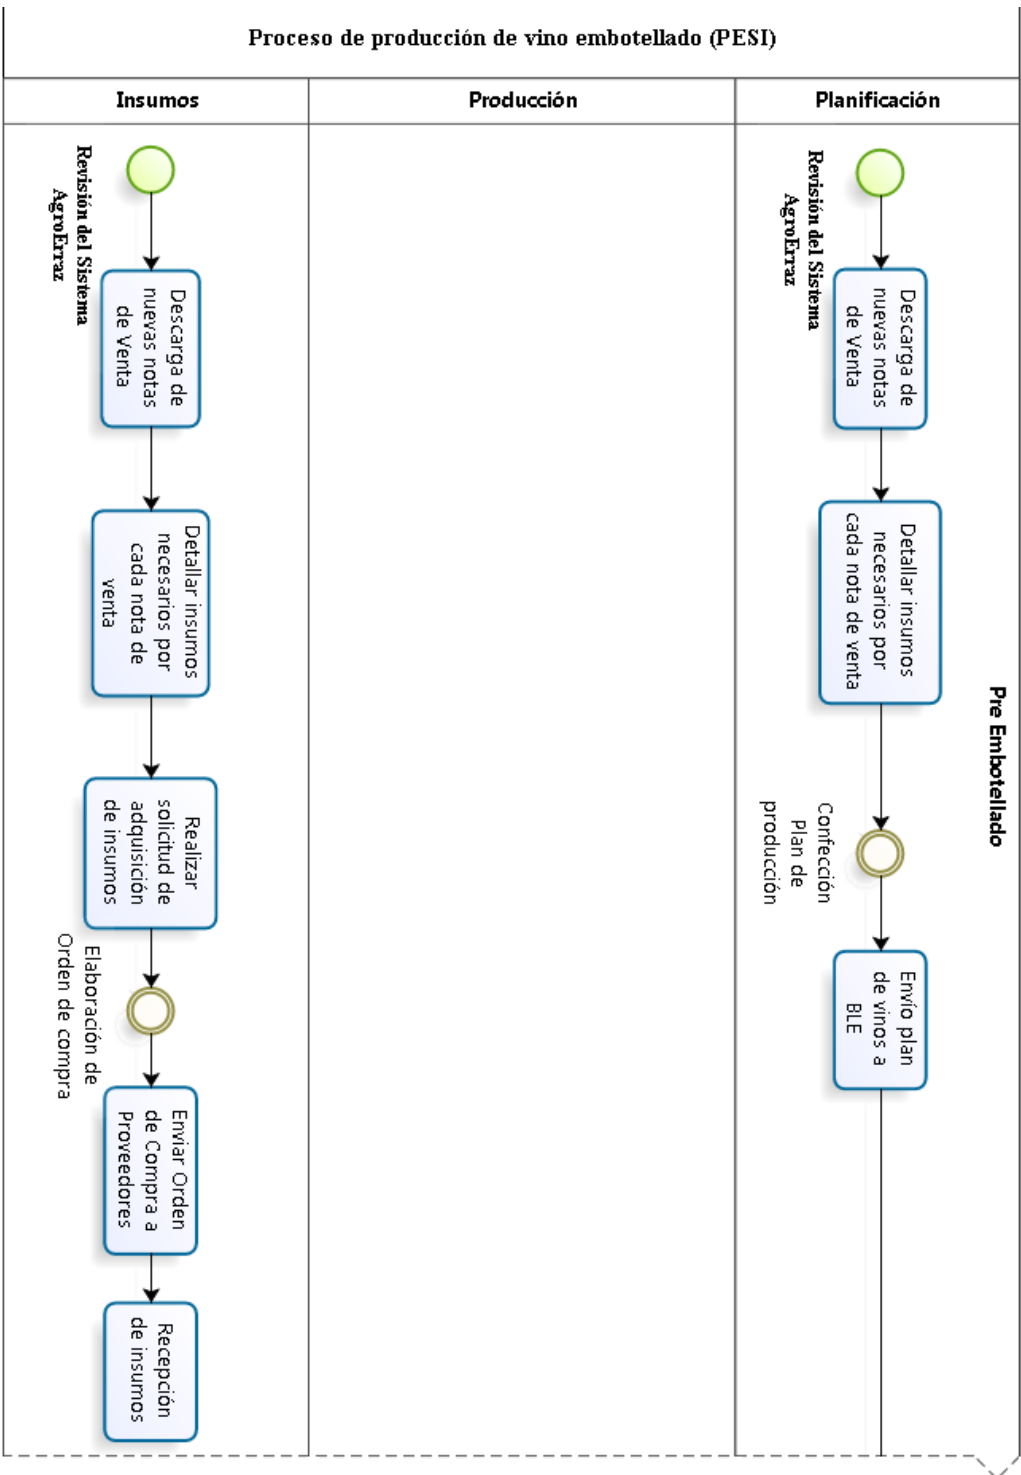 Proceso de producción de vino embotellado (PESI)
Insumos
Producción
Planificación
Revisión del Sistema
AgroErraz
Descarga de
nuevas notas
de Venta
Detallar insumos
necesarios por
cada nota de
venta
Realizar
solicitud de
adquisición
de insumos
Elaboración de
Orden de compra
Enviar Orden
de Compra a
Proveedores
Recepción
de insumos
Pre Embotellado
Revisión del Sistema
AgroErraz
Descarga de
nuevas notas
de Venta
Detallar insumos
necesarios por
cada nota de venta
Confección
Plan de
producción
Envío plan
de vinos a
BLE